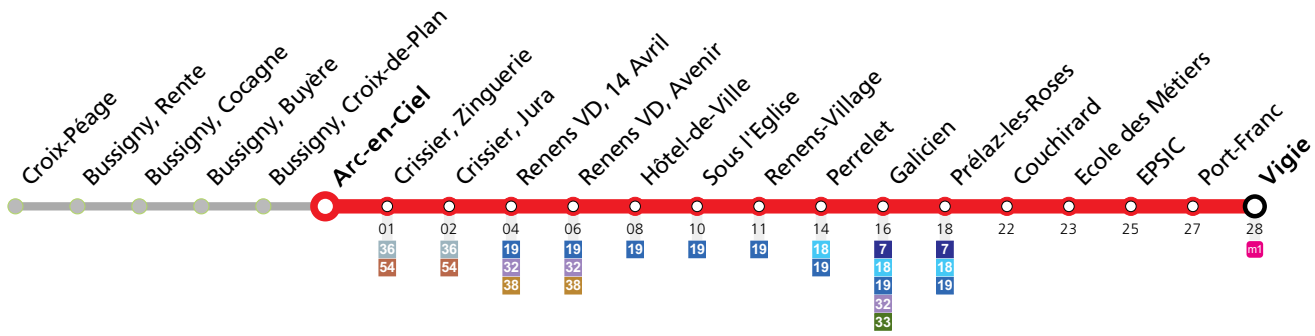 Croix-Péage
Bussigny, Rente
Bussigny, Cocagne
Bussigny, Buyère
Bussigny, Croix-de-Plan
Arc-en-Ciel
Crissier, Zinguerie
Crissier, Jura
Renens VD, 14 Avril
Renens VD, Avenir
Hôtel-de-Ville
Sous l'Eglise
Renens-Village
Perrelet
Galicien
Prélaz-les-Roses
Couchirard
Ecole des Métiers
EPSIC
Port-Franc
Vigie
01 02 04 06 08 10 11 14 16 18 22 23 25 27 28
36 36 19 19 19 19 19 18 7 7 m1
54 54 32 32 19 18 18
38 38 19 19
32
33